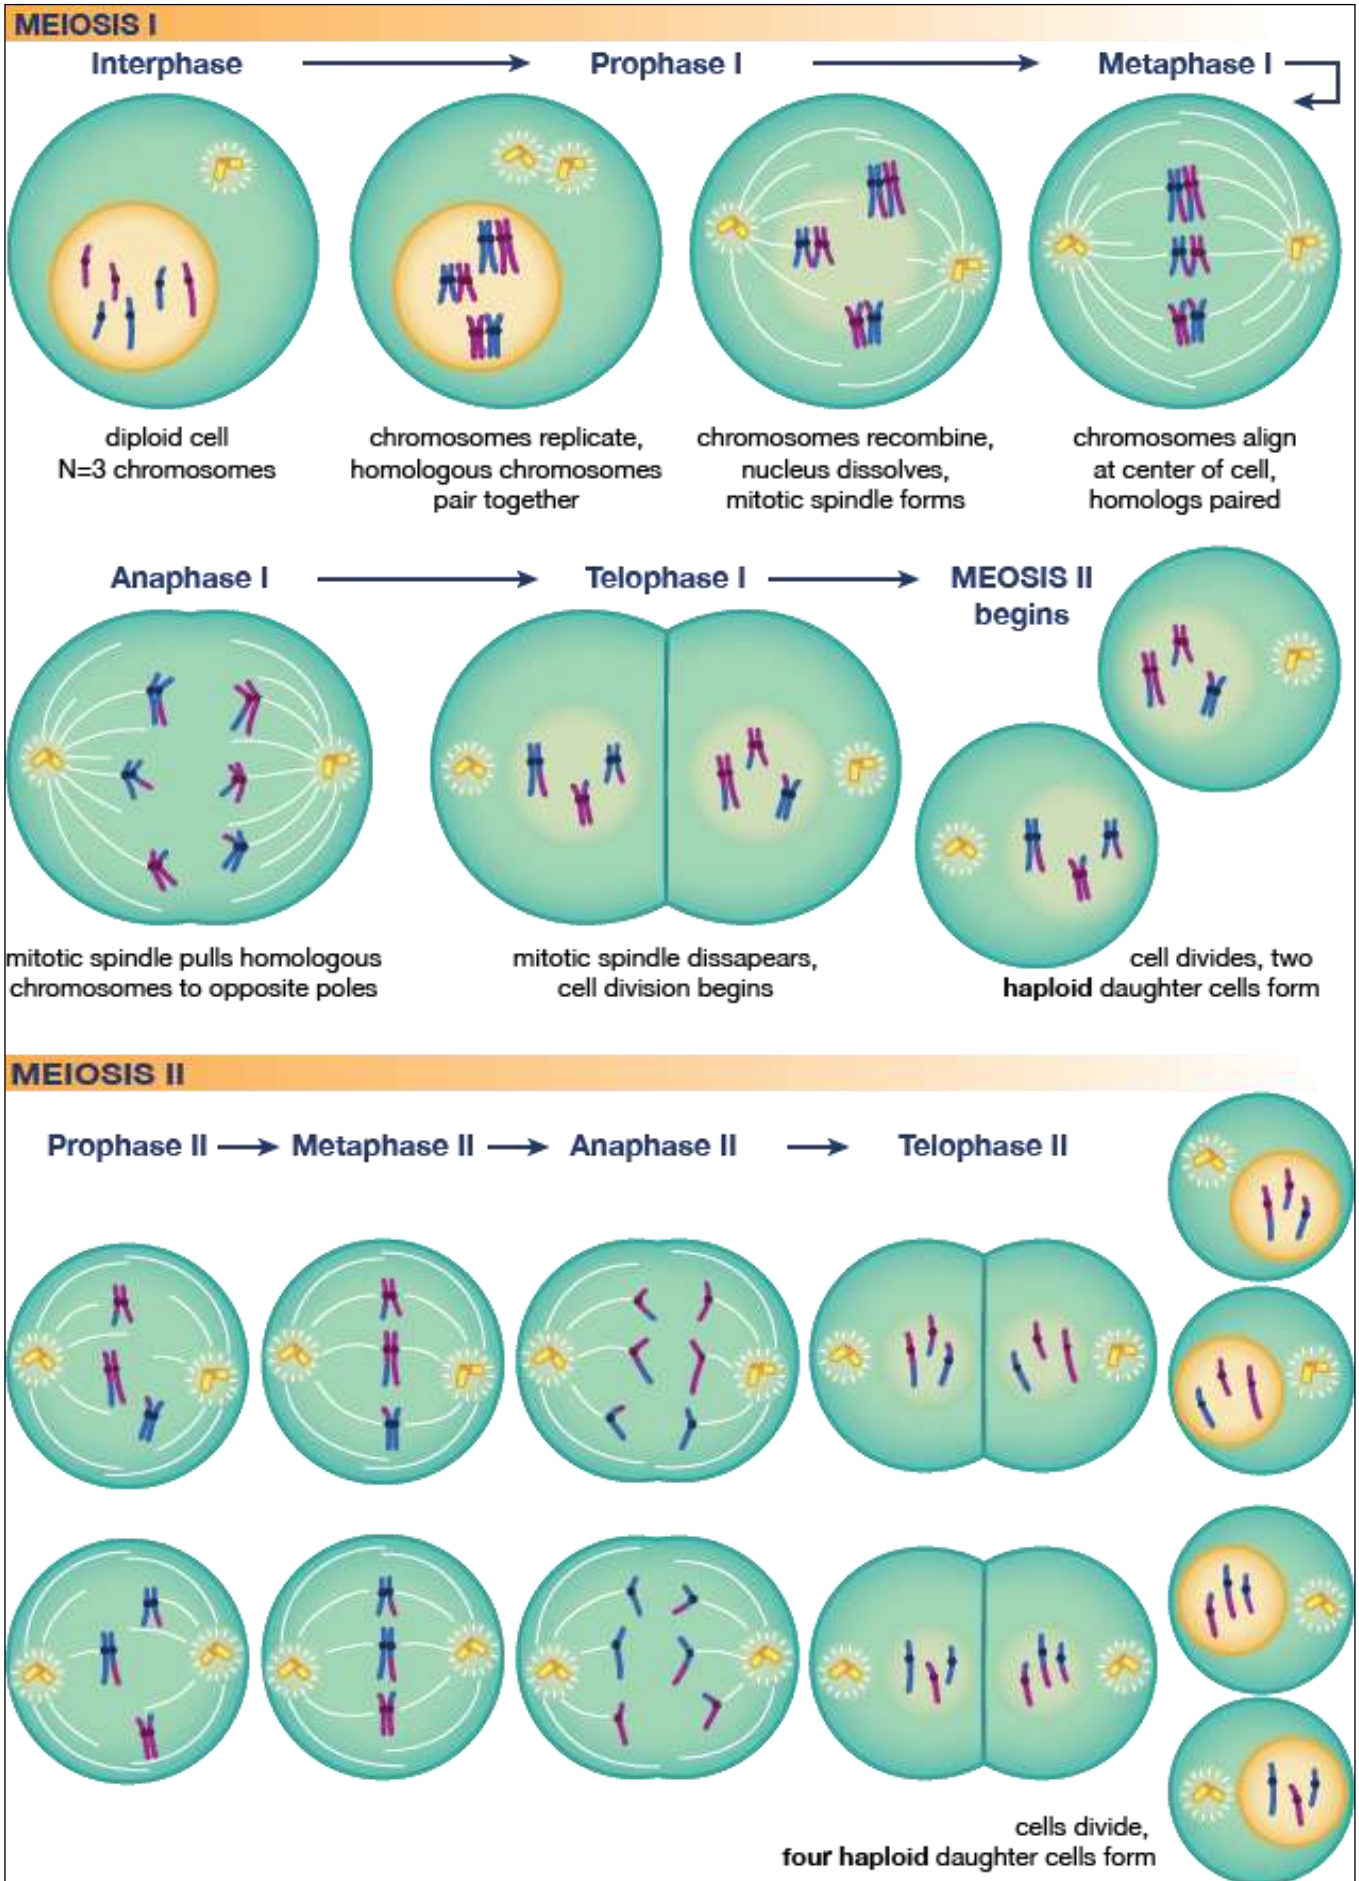 MEIOSIS I
Interphase
Prophase I
Metaphase I
diploid cell
N=3 chromosomes
chromosomes replicate,
homologous chromosomes
pair together
chromosomes recombine,
nucleus dissolves,
mitotic spindle forms
chromosomes align
at center of cell,
homologs paired
Anaphase I
Telophase I
MEOSIS II
begins
mitotic spindle pulls homologous
chromosomes to opposite poles
mitotic spindle dissapears,
cell division begins
cell divides, two
haploid daughter cells form
MEIOSIS II
Prophase II
Metaphase II
Anaphase II
Telophase II
cells divide,
four haploid daughter cells form